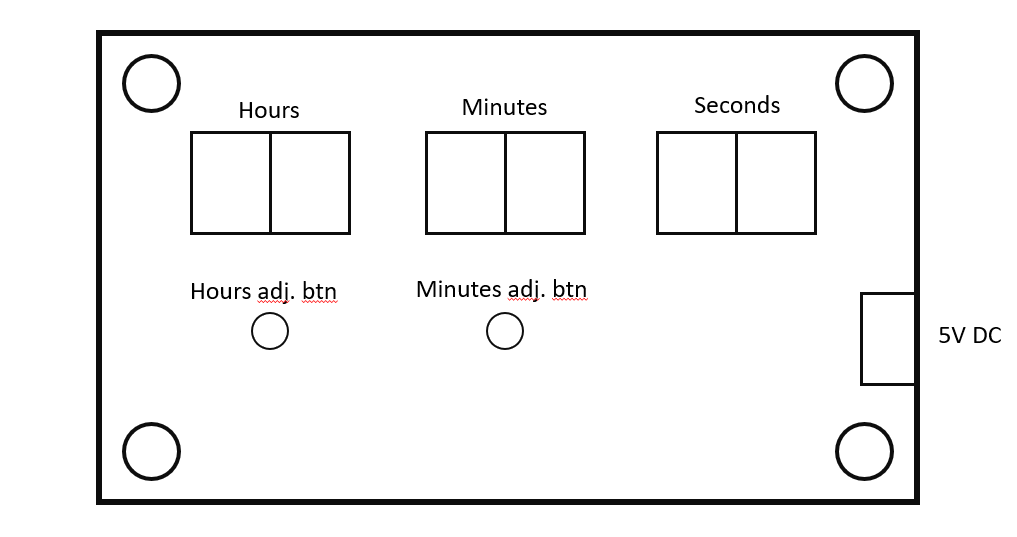 Hours
Minutes
Seconds
Hours adj. btn
Minutes adj. btn
5V DC